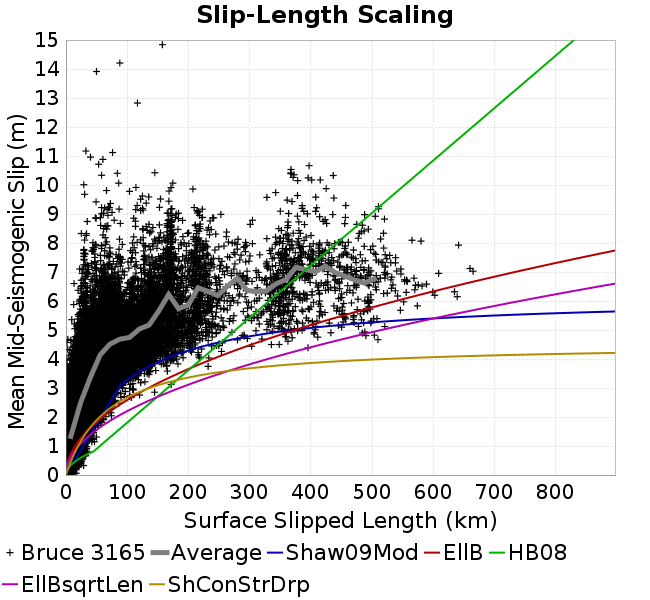 Slip-Length Scaling
15
14
13
12
11
10
9
8
7
6
5
4
3
2
1
0
Mean Mid-Seismogenic Slip (m)
0 100 200 300 400 500 600 700 800
Surface Slipped Length (km)
Bruce 3165 Average Shaw09Mod EllB HB08
EllBsqrtLen ShConStrDrp